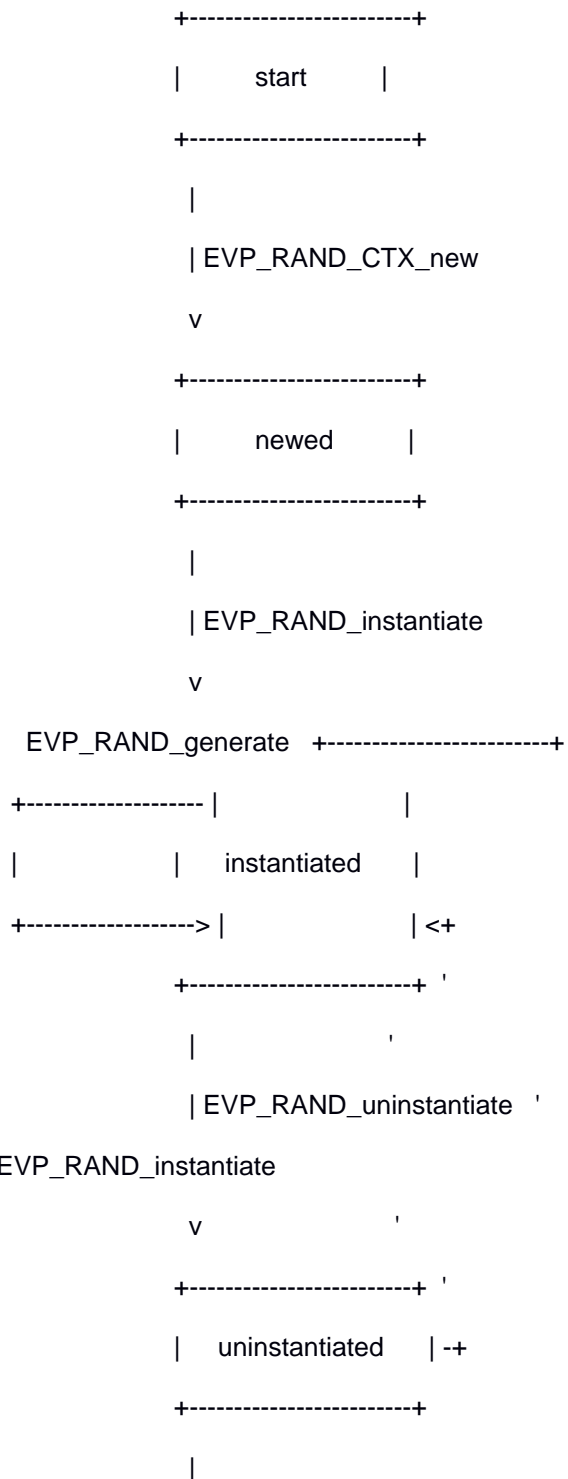 +-------------------------+
| start |
+-------------------------+
|
| EVP_RAND_CTX_new
v
+-------------------------+
| newed |
+-------------------------+
|
| EVP_RAND_instantiate
v
EVP_RAND_generate +-------------------------+
+-------------------- | |
| | instantiated |
+-------------------> | | <+
+-------------------------+ '
| '
| EVP_RAND_uninstantiate '
EVP_RAND_instantiate
v '
+-------------------------+ '
| uninstantiated | -+
+-------------------------+
|